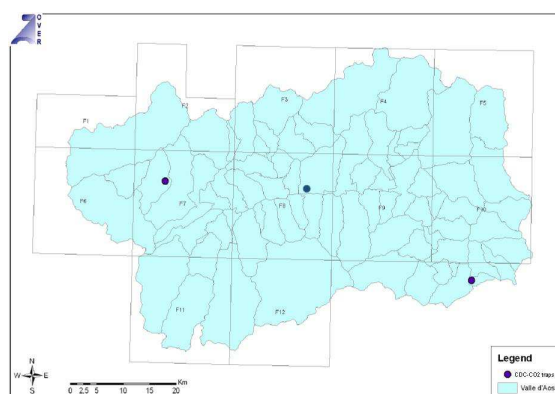 OVER
F1
F2
F3
F4
F5
F6
F7
F8
F9
F10
F11
F12
N
W E
S
0 2,5 5 10 15 20
Km
Legend
CDC-CO2 traps
Valle d'Aos